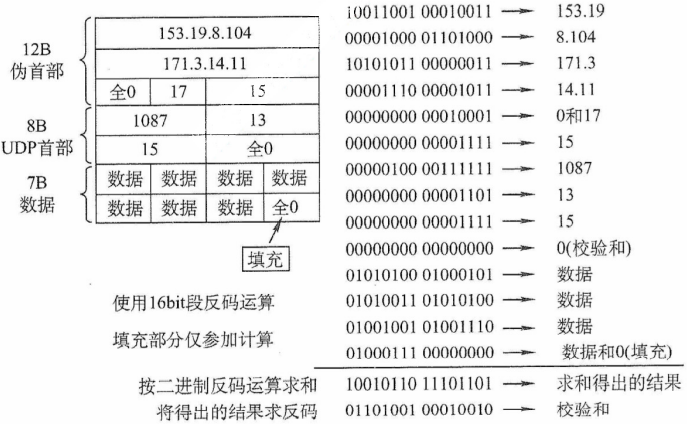 12B
伪首部
153.19.8.104
171.3.14.11
全0 17 15
8B
UDP首部
1087 13
15 全0
7B
数据
数据 数据 数据 数据
数据 数据 数据 全0
填充
使用16bit段反码运算
填充部分仅参加计算
10011001 00010011 → 153.19
00001000 01101000 → 8.104
10101011 00000011 → 171.3
00001110 00001011 → 14.11
00000000 00010001 → 0和17
00000000 00001111 → 15
00000100 00111111 → 1087
00000000 00001101 → 13
00000000 00001111 → 15
00000000 00000000 → 0(校验和)
01010100 01000101 → 数据
01010011 01010100 → 数据
01001001 01001110 → 数据
01000111 00000000 → 数据和0(填充)
按二进制反码运算求和 10010110 11101101 → 求和得出的结果
将得出的结果求反码 01101001 00010010 → 校验和